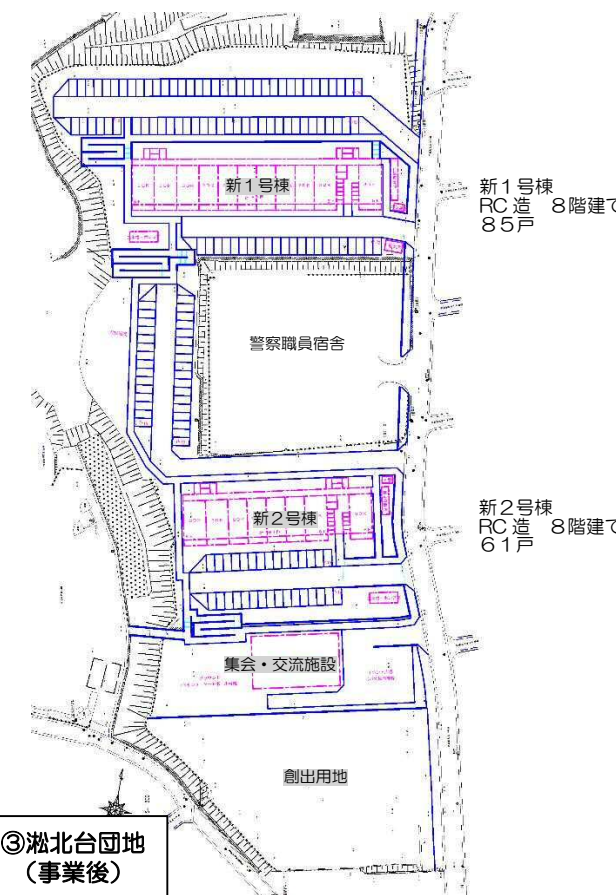 新1号棟
新1号棟
RC造 8階建て
85戸
警察職員宿舎
新2号棟
新2号棟
RC造 8階建て
61戸
集会・交流施設
創出用地
③淞北台団地
（事業後）